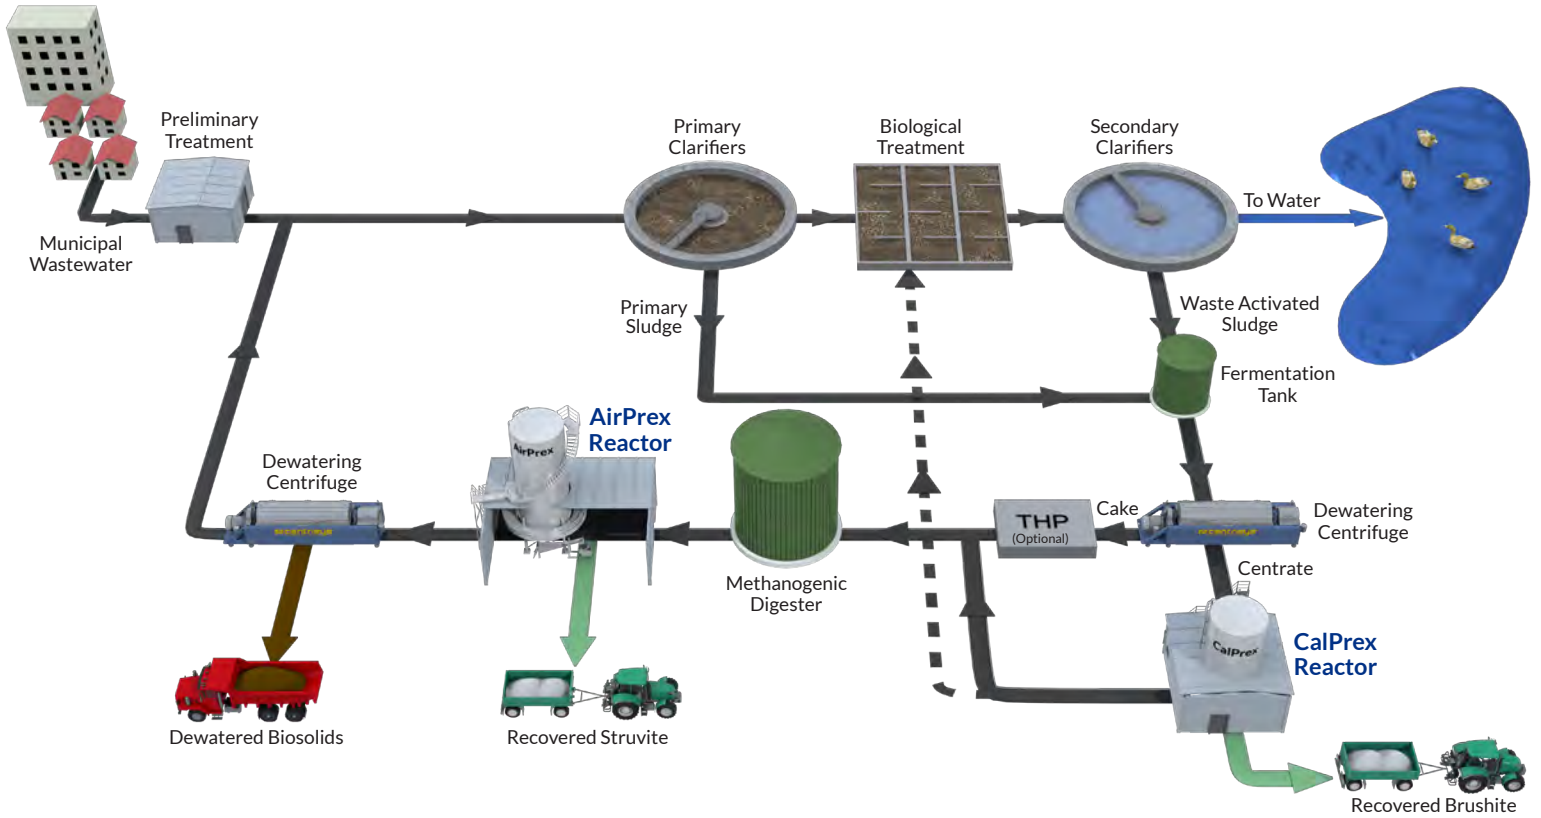 Preliminary
Treatment
Primary
Clarifiers
Biological
Treatment
Secondary
Clarifiers
To Water
Municipal
Wastewater
Primary
Sludge
Waste Activated
Sludge
Fermentation
Tank
AirPrex
Reactor
AirPrex
Dewatering
Centrifuge
THP
(Optional)
Cake
Dewatering
Centrifuge
Centrate
Methanogenic
Digester
CalPrex
Reactor
CalPrex
Dewatered Biosolids
Recovered Struvite
Recovered Brushite